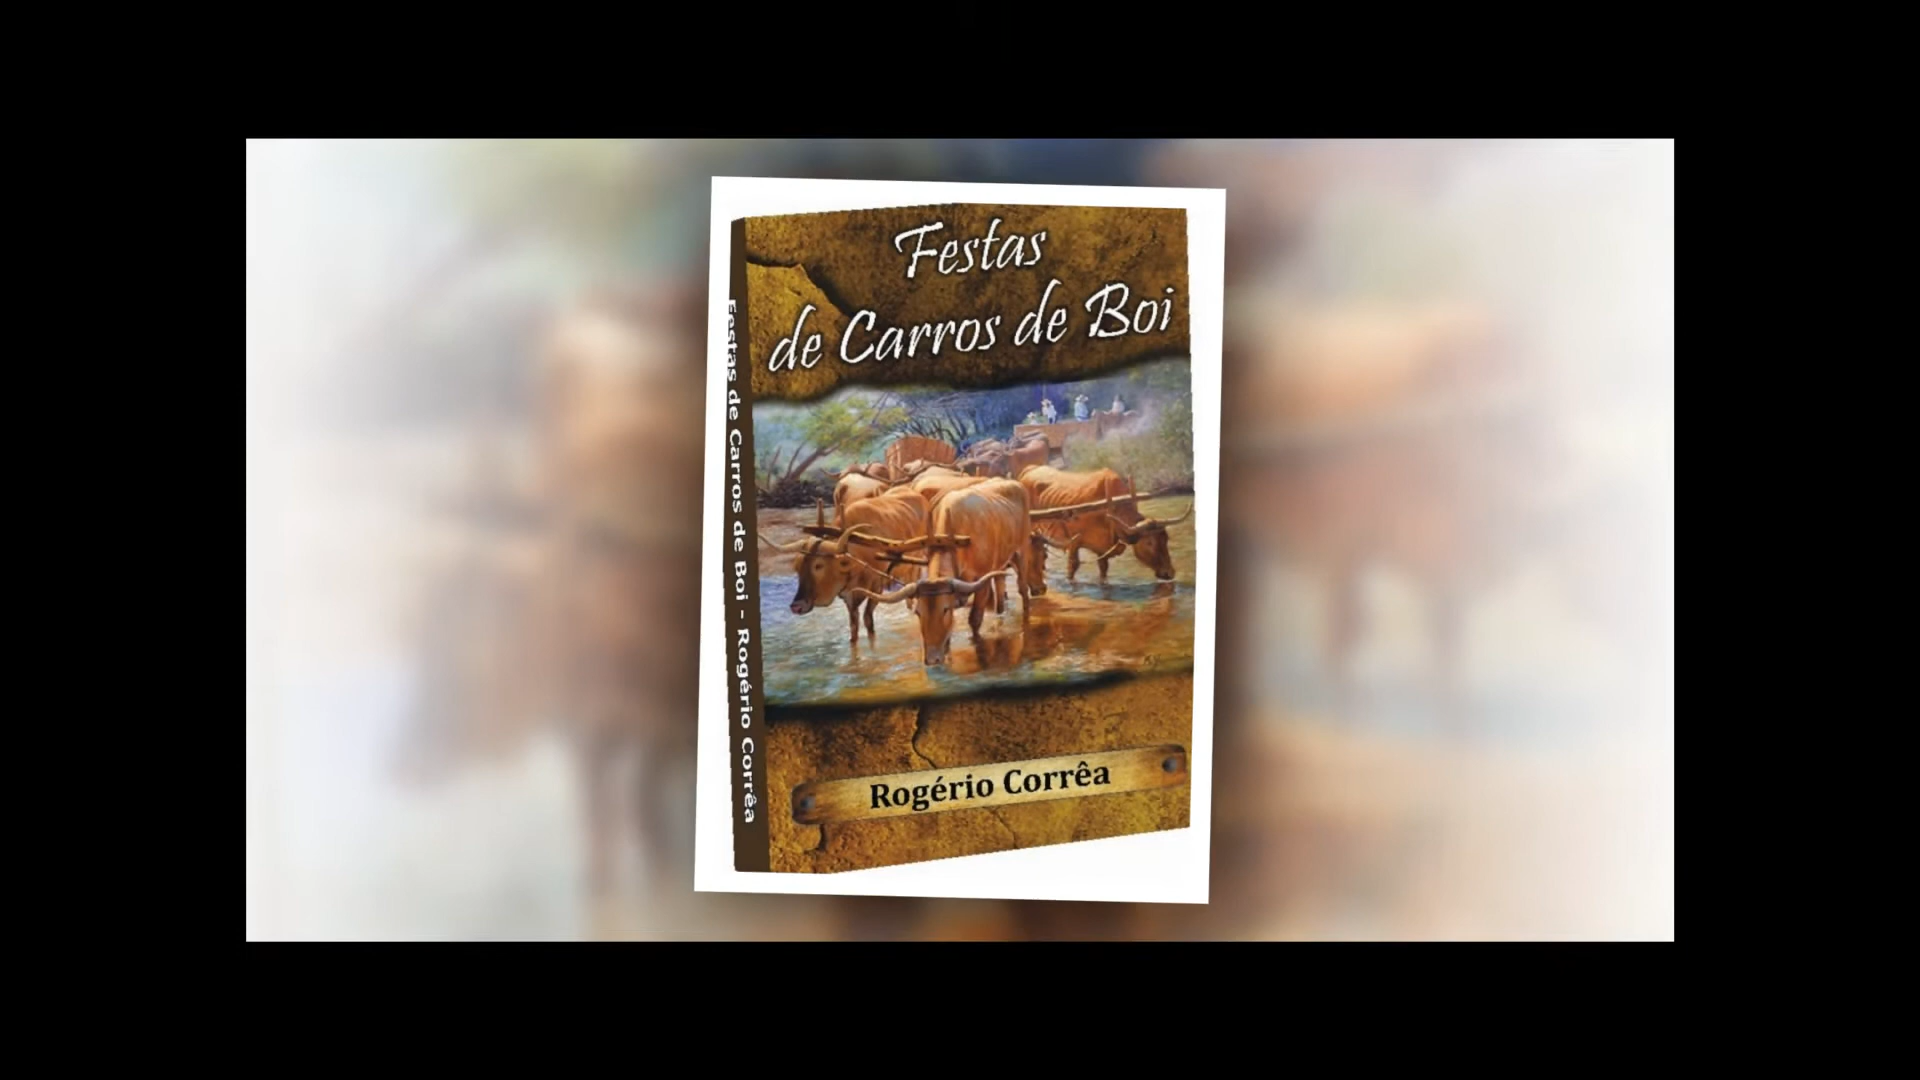 Festas
de Carros de Boi
Festas de Carros de Boi - Rogério Corrêa
Rogério Corrêa